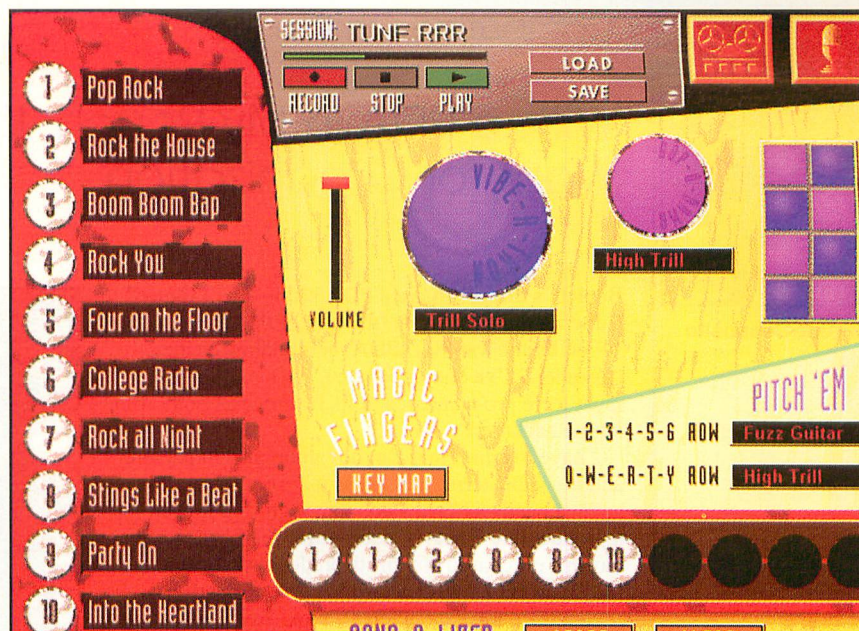 SESSION: TUNE.RRR
LOAD
SAVE
RECORD STOP PLAY
1 Pop Rock
2 Rock the House
3 Boom Boom Bap
4 Rock You
5 Four on the Floor
6 College Radio
7 Rock all Night
8 Stings Like a Beat
9 Party On
10 Into the Heartland
VOLUME
VIBE-A-TRON
Trill Solo
High Trill
MAGIC
FINGERS
KEY MAP
PITCH 'EM
1-2-3-4-5-6 ROW Fuzz Guitar
Q-W-E-R-T-Y ROW High Trill
1 1 2 8 8 10